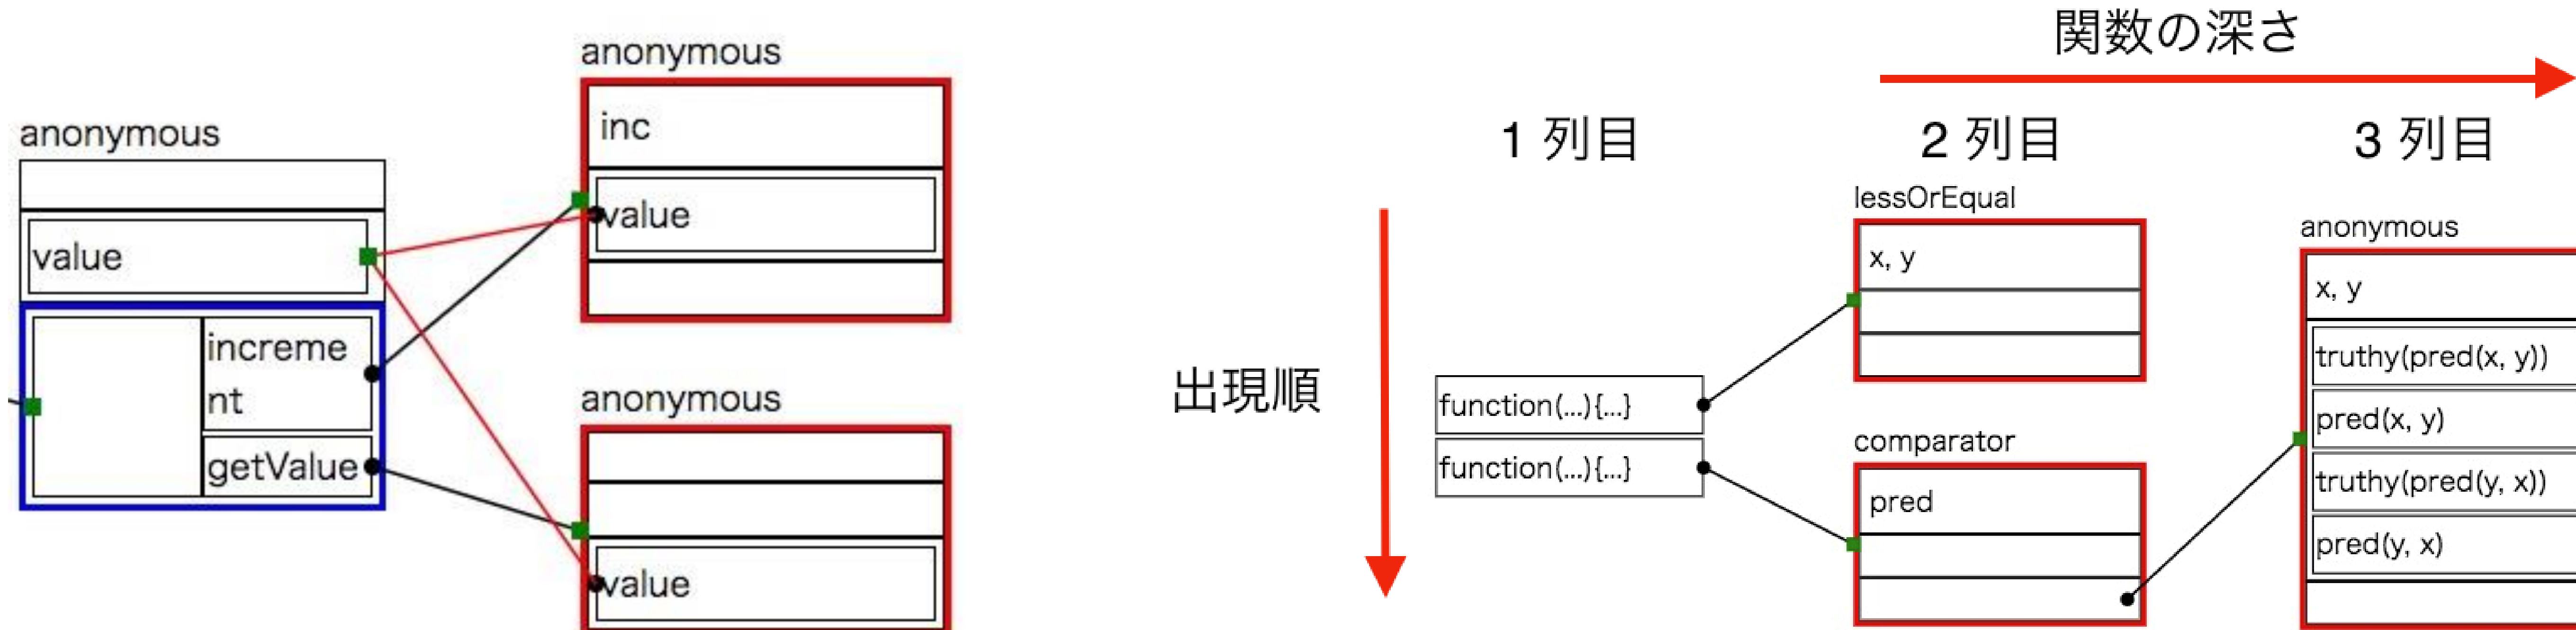 anonymous
value
increme
nt
getValue
anonymous
inc
value
anonymous
value
関数の深さ
1 列目
2 列目
3 列目
出現順
function(...){...}
function(...){...}
lessOrEqual
x, y
comparator
pred
anonymous
x, y
truthy(pred(x, y))
pred(x, y)
truthy(pred(y, x))
pred(y, x)